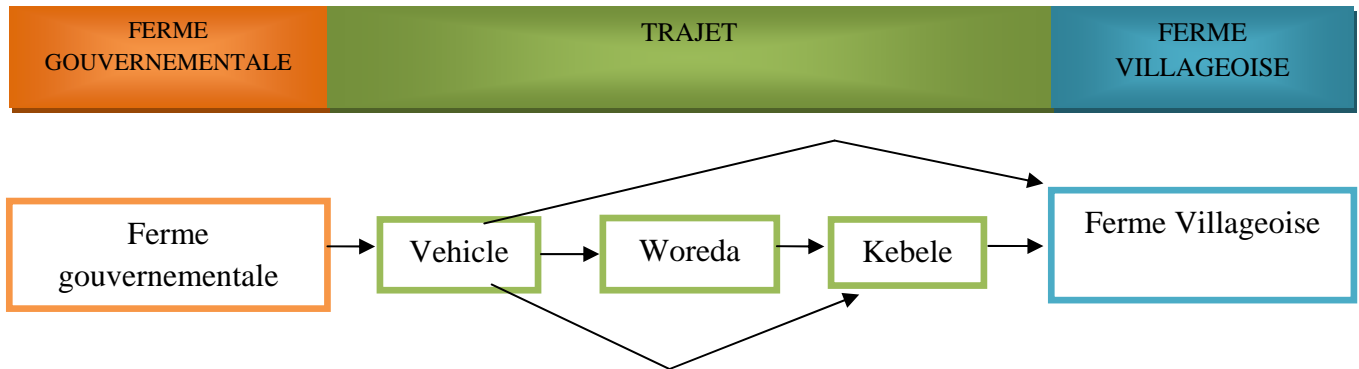 FERME
GOUVERNEMENTALE
TRAJET
FERME
VILLAGEOISE
Ferme
gouvernementale
Vehicle
Woreda
Kebele
Ferme Villageoise